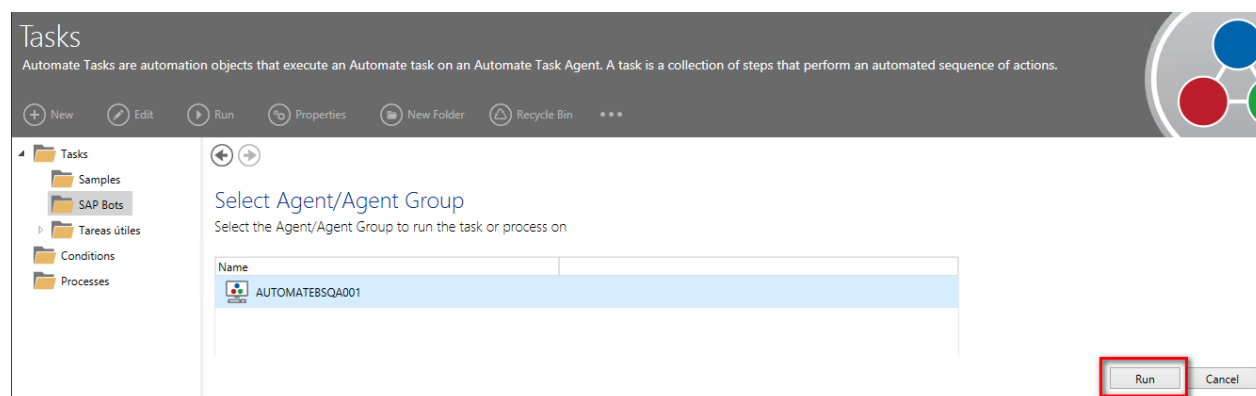 Tasks
Automate Tasks are automation objects that execute an Automate task on an Automate Task Agent. A task is a collection of steps that perform an automated sequence of actions.
New Edit Run Properties New Folder Recycle Bin
Tasks
Samples
SAP Bots
Tareas útiles
Conditions
Processes
Select Agent/Agent Group
Select the Agent/Agent Group to run the task or process on
Name
AUTOMATEBSQA001
Run Cancel